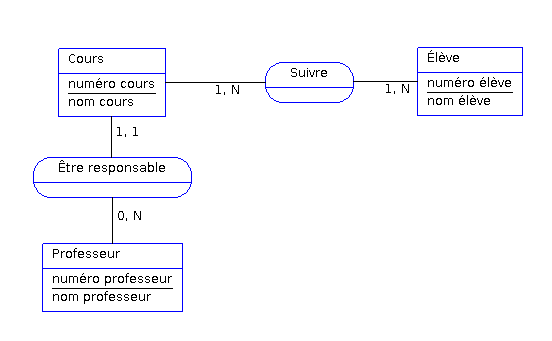 Cours
numéro cours
nom cours
1, N
Suivre
1, N
Élève
numéro élève
nom élève
1, 1
Être responsable
0, N
Professeur
numéro professeur
nom professeur